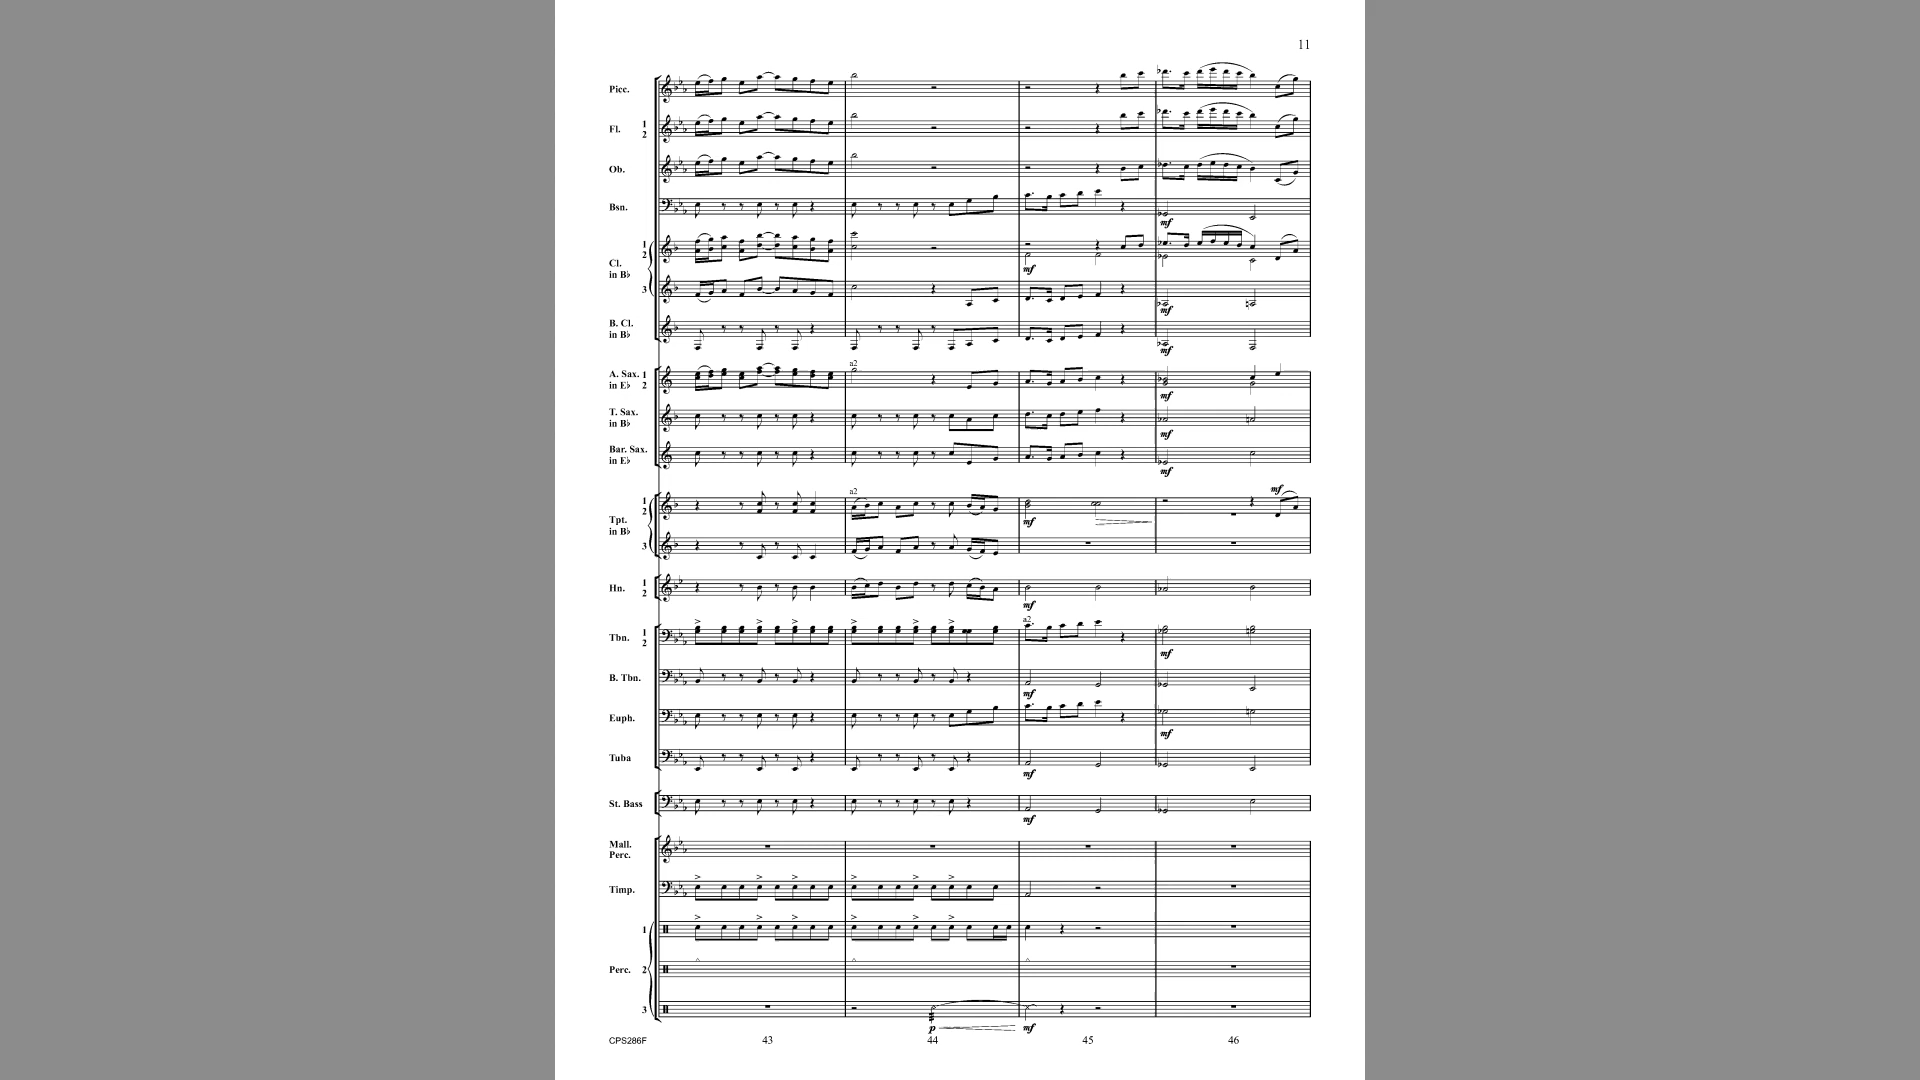 11
Picc.
Fl. 1
2
Ob.
Bsn.
1
2
Cl.
in B♭
3
mf
mf
mf
B. Cl.
in B♭
mf
a2
A. Sax. 1
in E♭ 2
mf
T. Sax.
in B♭
mf
Bar. Sax.
in E♭
mf
a2
mf
1
2
Tpt.
in B♭
mf
3
Hn. 1
2
mf
a2
Tbn. 1
2
mf
B. Tbn.
mf
Euph.
mf
Tuba
mf
St. Bass
mf
Mall.
Perc.
Timp.
1
Perc. 2
3
p mf
CPS286F 43 44 45 46